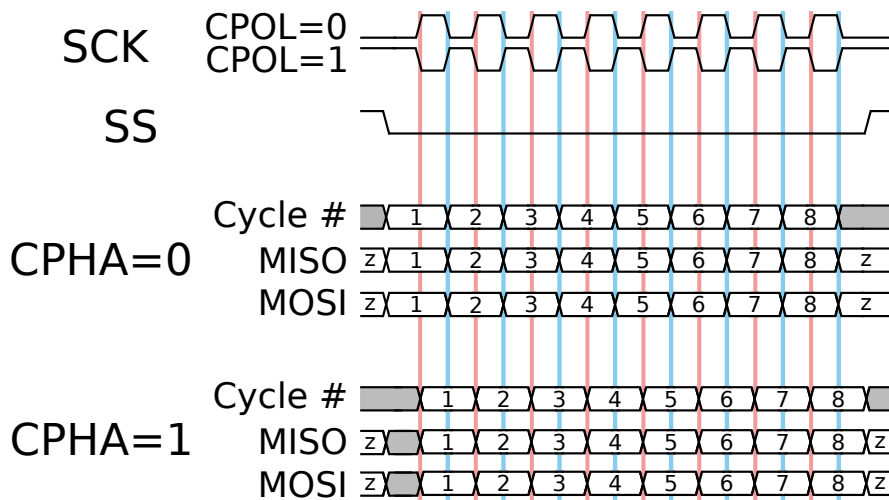 SCK CPOL=0
CPOL=1
SS
Cycle # 1 2 3 4 5 6 7 8
CPHA=0 MISO z 1 2 3 4 5 6 7 8 z
MOSI z 1 2 3 4 5 6 7 8 z
Cycle # 1 2 3 4 5 6 7 8
CPHA=1 MISO z 1 2 3 4 5 6 7 8 z
MOSI z 1 2 3 4 5 6 7 8 z